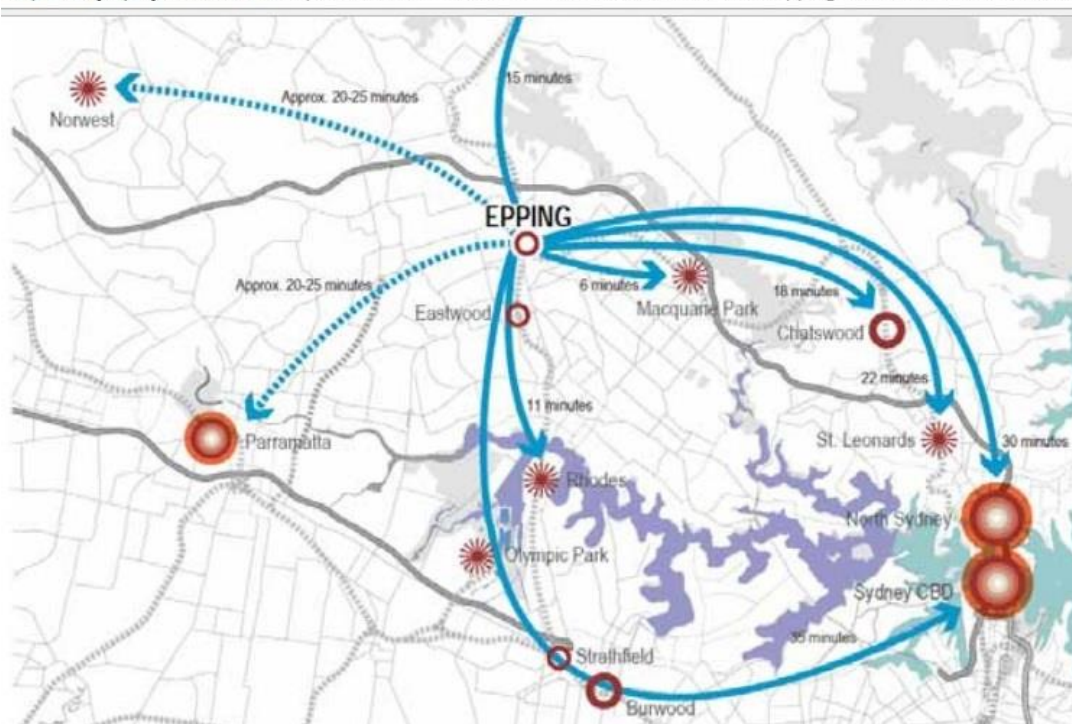 15 minutes
Approx. 20-25 minutes
Norwest
EPPING
Approx. 20-25 minutes
6 minutes
18 minutes
Eastwood
Macquarie Park
Chatswood
22 minutes
11 minutes
Parramatta
St. Leonards
30 minutes
Rhodes
North Sydney
Olympic Park
Sydney CBD
35 minutes
Strathfield
Burwood